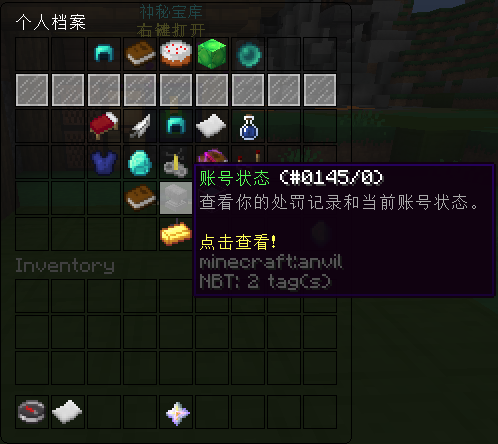 神秘宝库
个人档案
右键打开
账号状态 (#0145/0)
查看你的处罚记录和当前账号状态。
点击查看!
minecraft:anvil
NBT: 2 tag(s)
Inventory